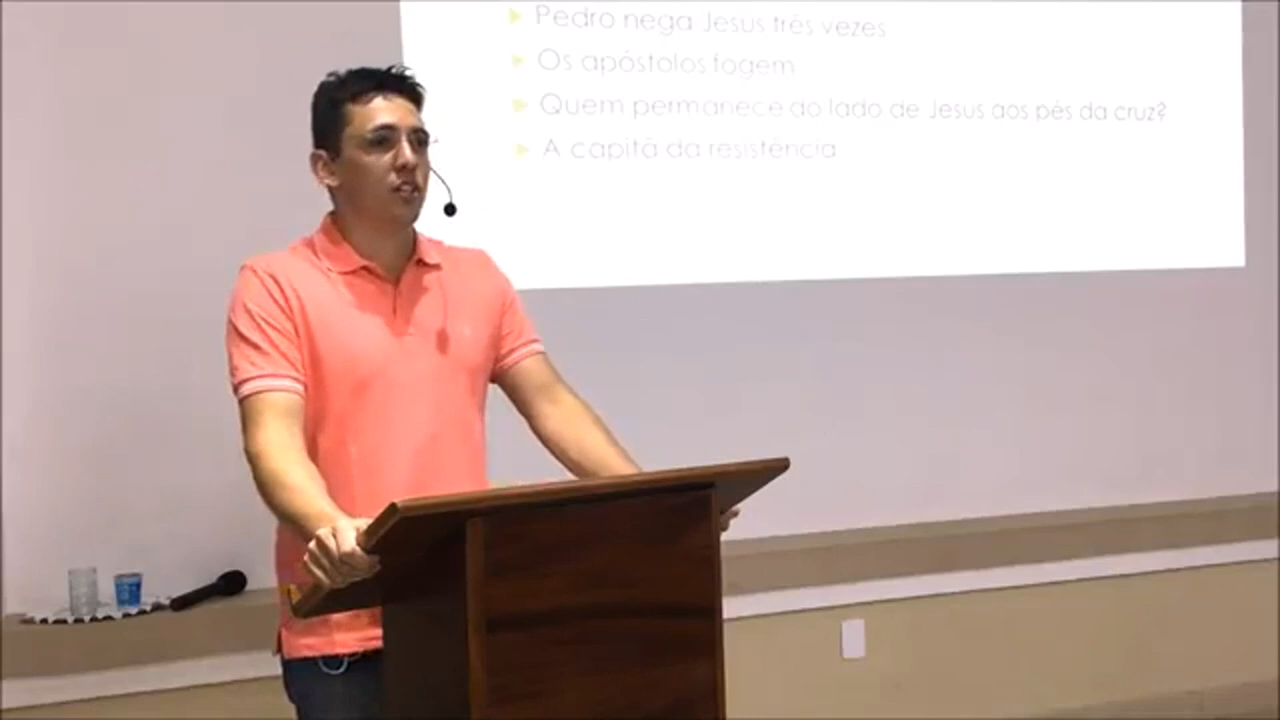 Pedro nega Jesus três vezes
Os apóstolos fogem
Quem permanece do lado de Jesus aos pés da cruz?
A capitã da resistência